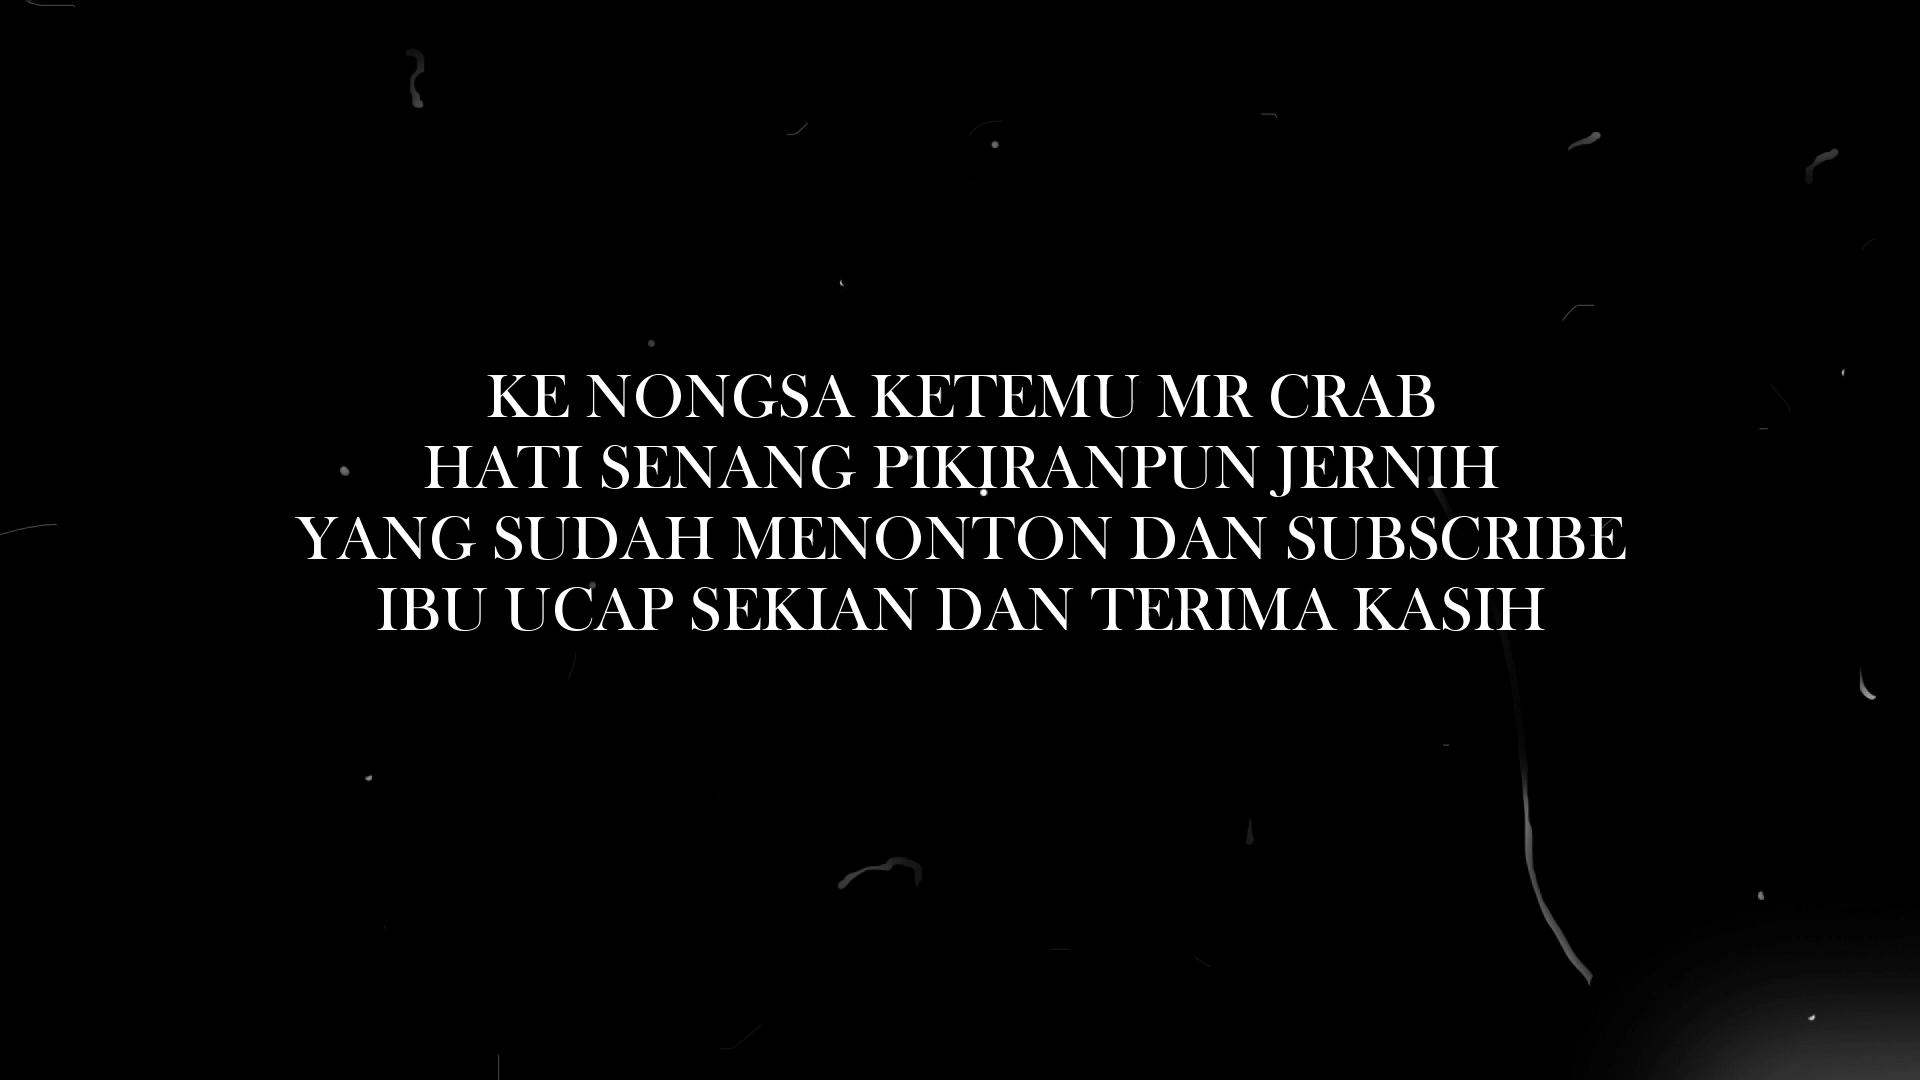 KE NONGSA KETEMU MR CRAB
HATI SENANG PIKIRANPUN JERNIH
YANG SUDAH MENONTON DAN SUBSCRIBE
IBU UCAP SEKIAN DAN TERIMA KASIH